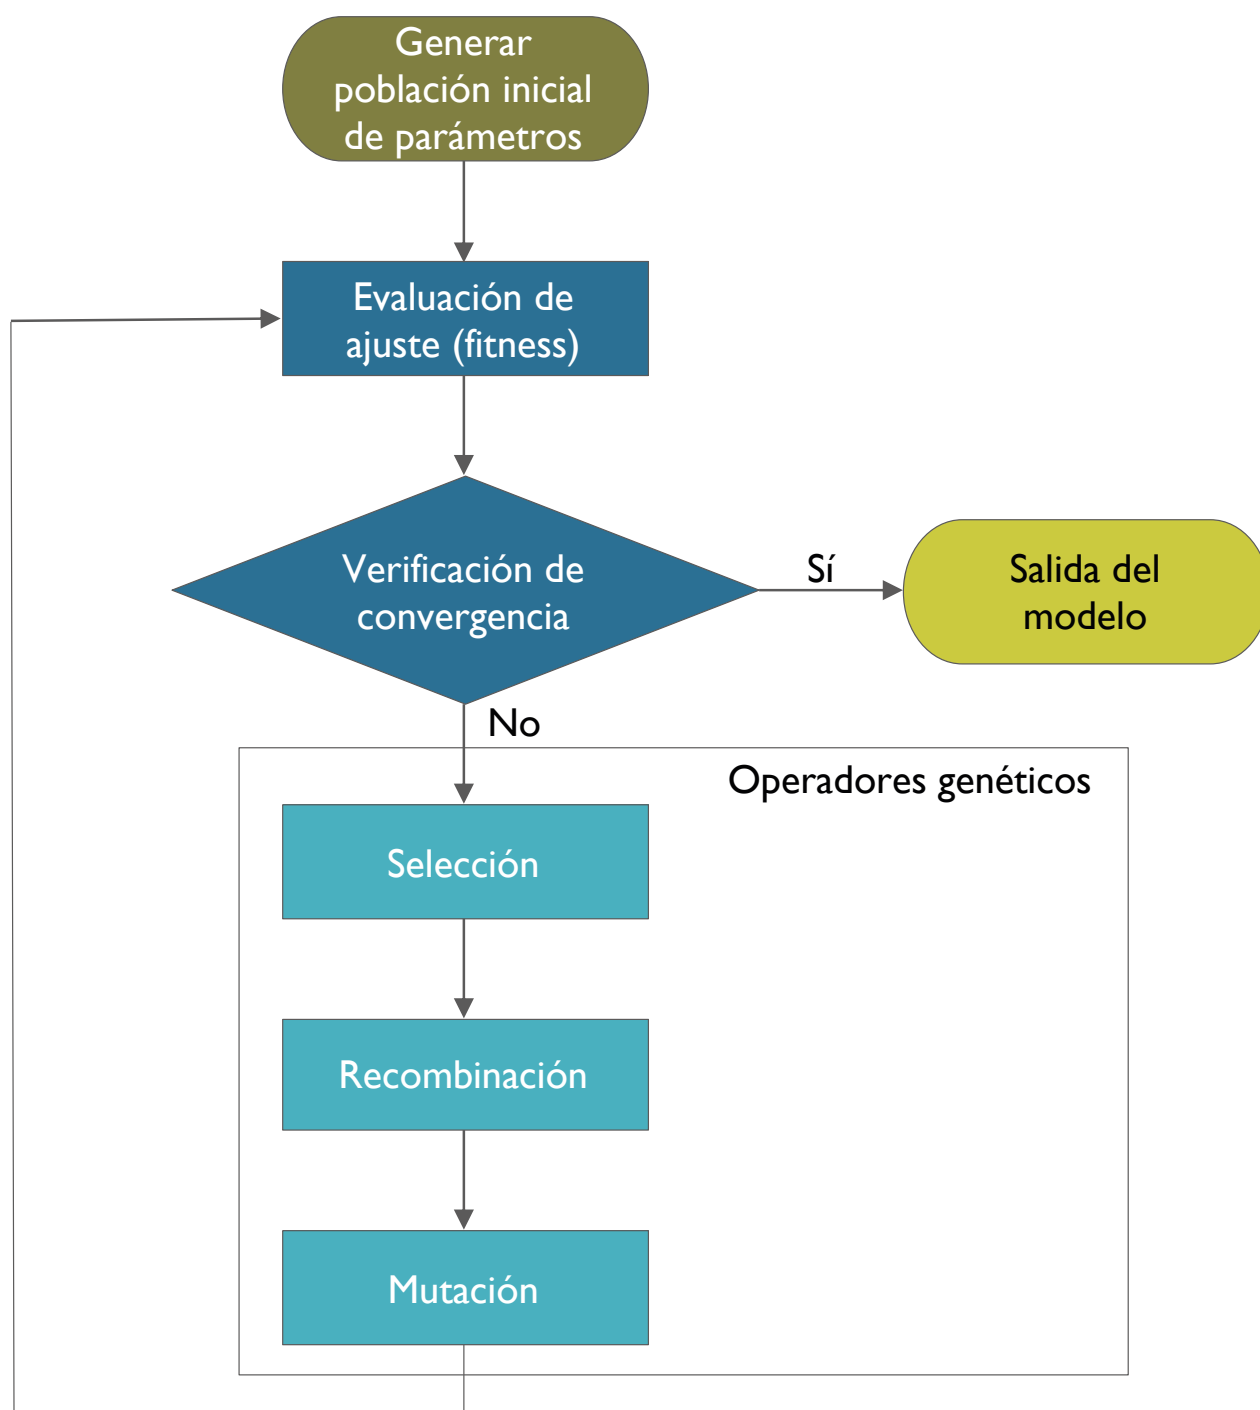 Generar
población inicial
de parámetros
Evaluación de
ajuste (fitness)
Verificación de
convergencia
Sí
Salida del
modelo
No
Operadores genéticos
Selección
Recombinación
Mutación